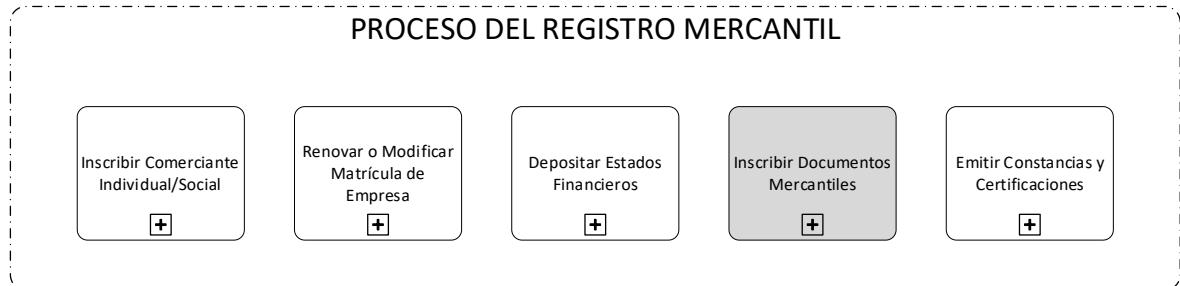 PROCESO DEL REGISTRO MERCANTIL
Inscribir Comerciante
Individual/Social
Renovar o Modificar
Matrícula de
Empresa
Depositar Estados
Financieros
Inscribir Documentos
Mercantiles
Emitir Constancias y
Certificaciones